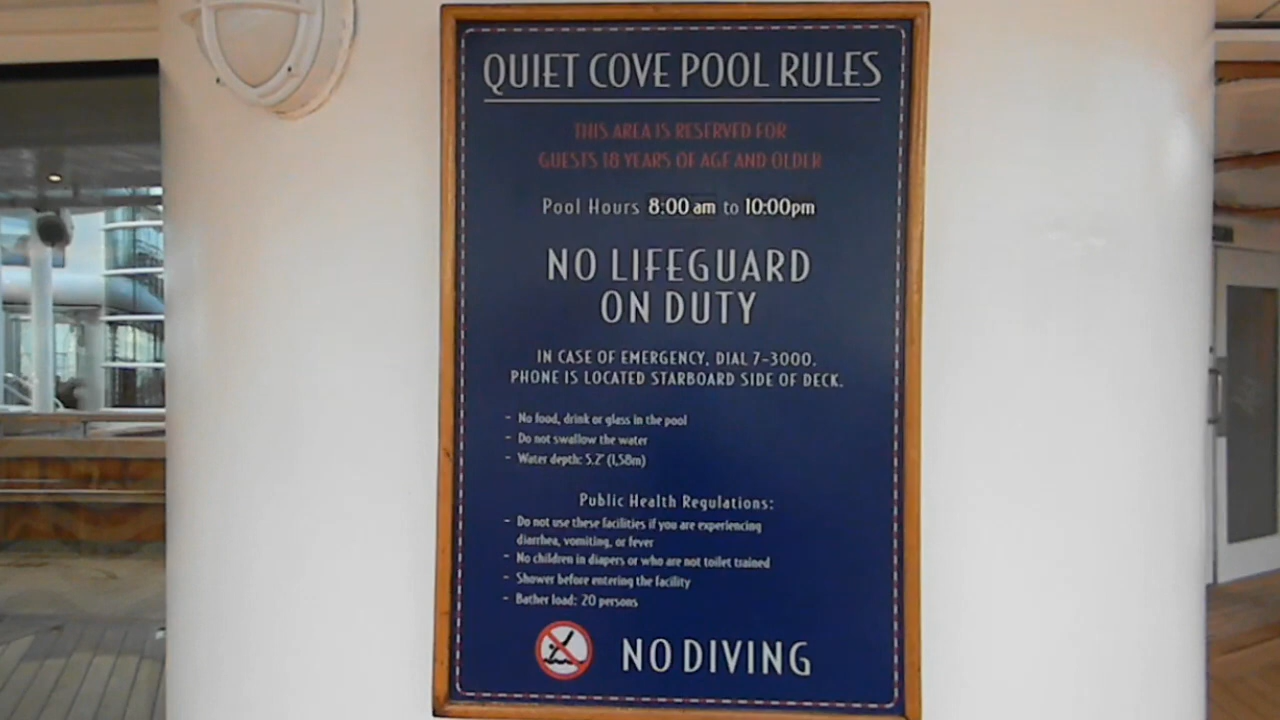 QUIET COVE POOL RULES
THIS AREA IS RESERVED FOR
GUESTS 18 YEARS OF AGE AND OLDER
Pool Hours 8:00 am to 10:00pm
NO LIFEGUARD
ON DUTY
IN CASE OF EMERGENCY, DIAL 7-3000.
PHONE IS LOCATED STARBOARD SIDE OF DECK.
- No food, drink or glass in the pool
- Do not swallow the water
- Water depth: 5.2' (1,58m)
Public Health Regulations:
- Do not use these facilities if you are experiencing
diarrhea, vomiting, or fever
- No children in diapers or who are not toilet trained
- Shower before entering the facility
- Bather load: 20 persons
NO DIVING